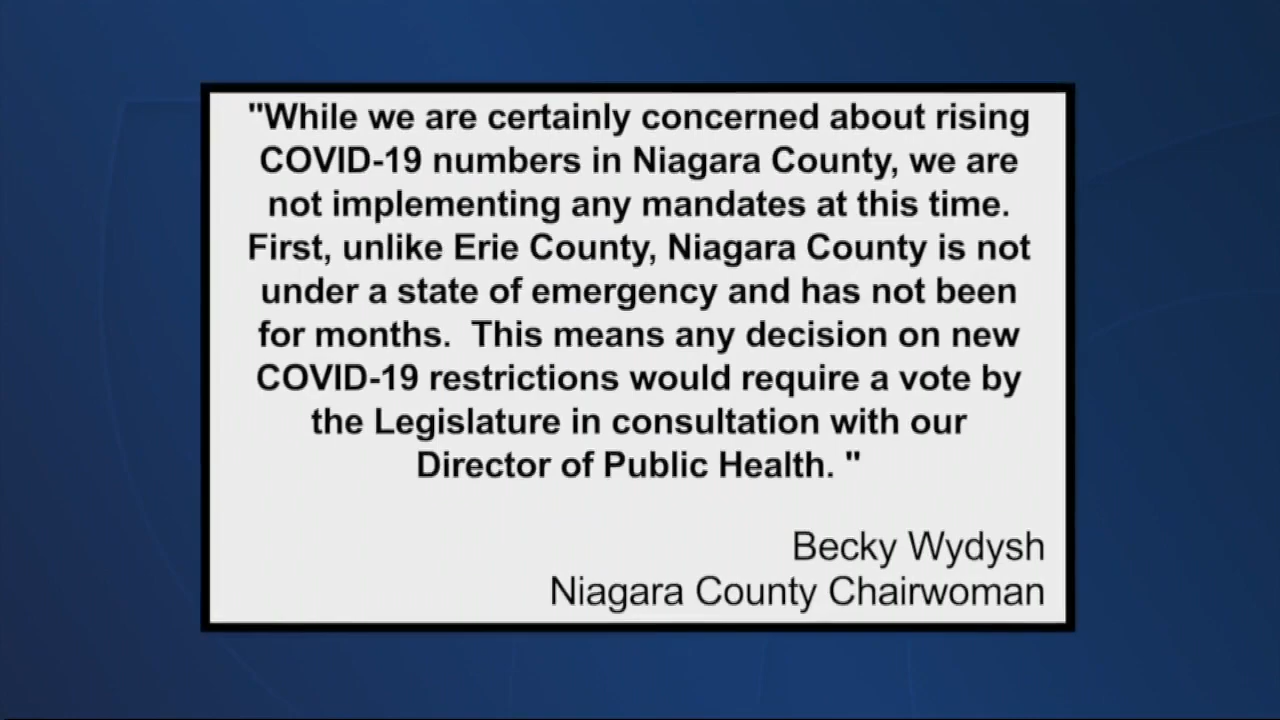 "While we are certainly concerned about rising
COVID-19 numbers in Niagara County, we are
not implementing any mandates at this time.
First, unlike Erie County, Niagara County is not
under a state of emergency and has not been
for months.  This means any decision on new
COVID-19 restrictions would require a vote by
the Legislature in consultation with our
Director of Public Health. "
Becky Wydysh
Niagara County Chairwoman